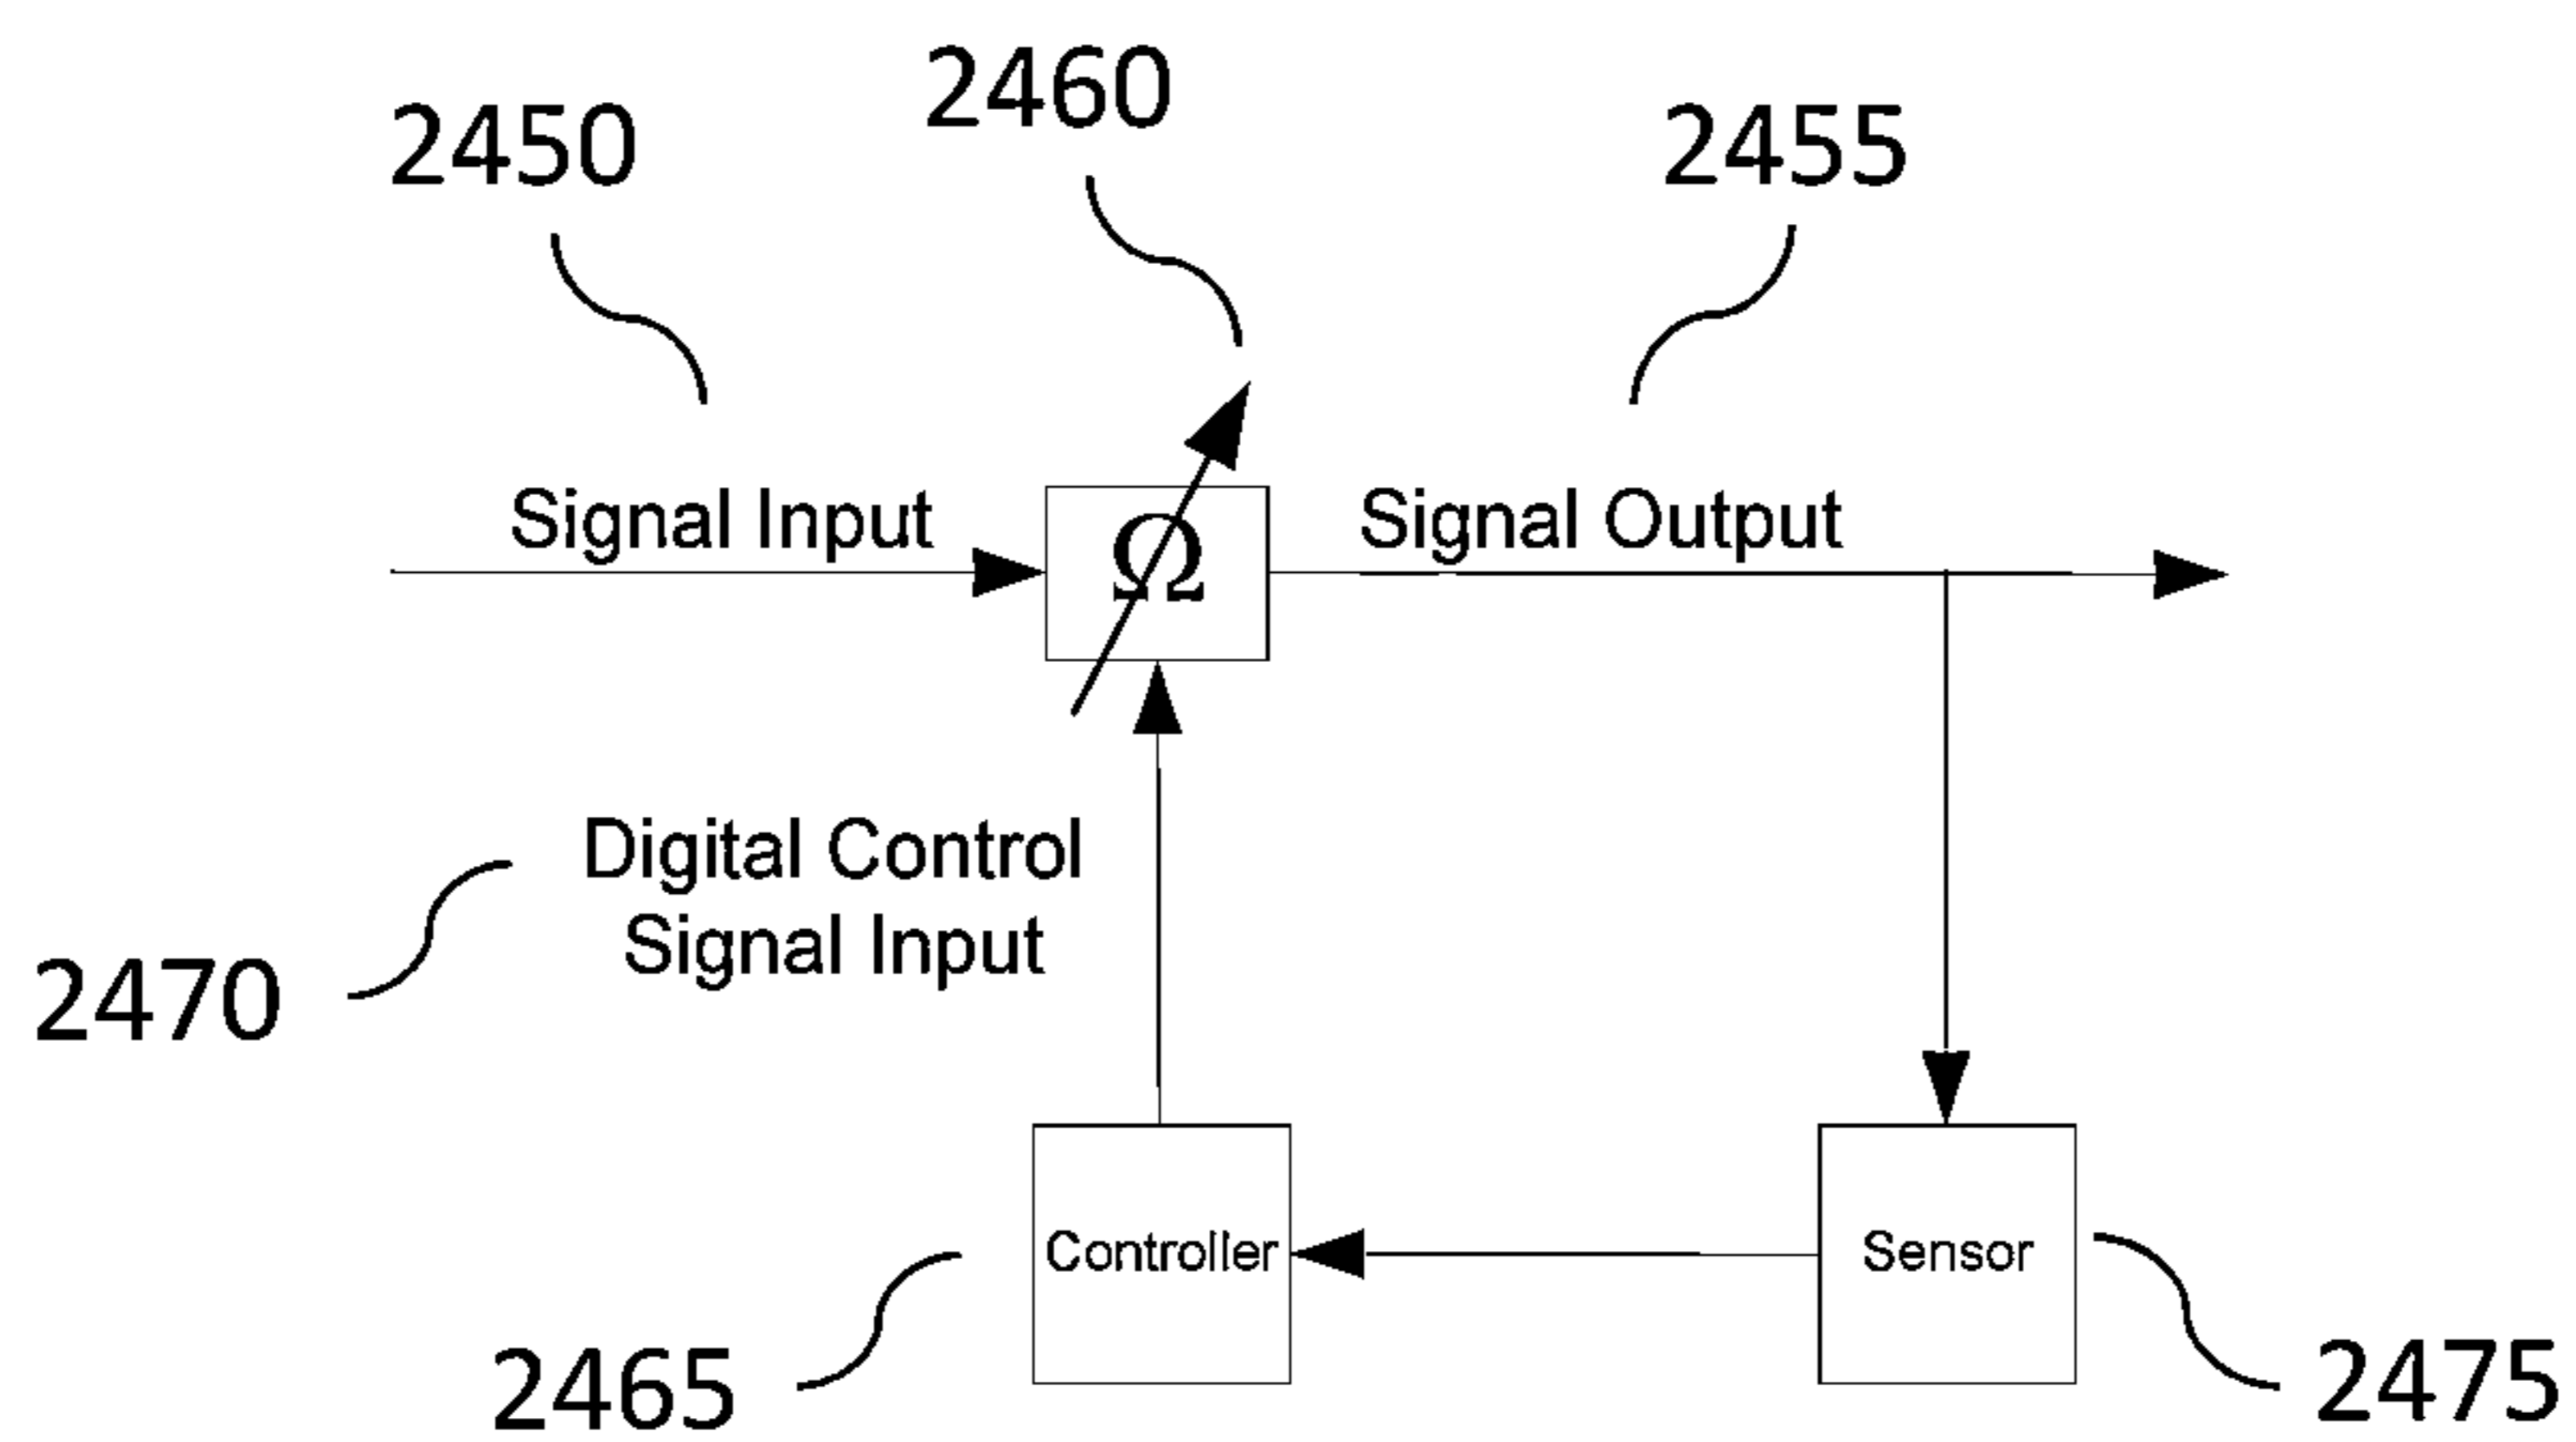 2460
2450
2455
Signal Input
Signal Output
Ω
Digital Control
Signal Input
2470
Controller
Sensor
2465
2475